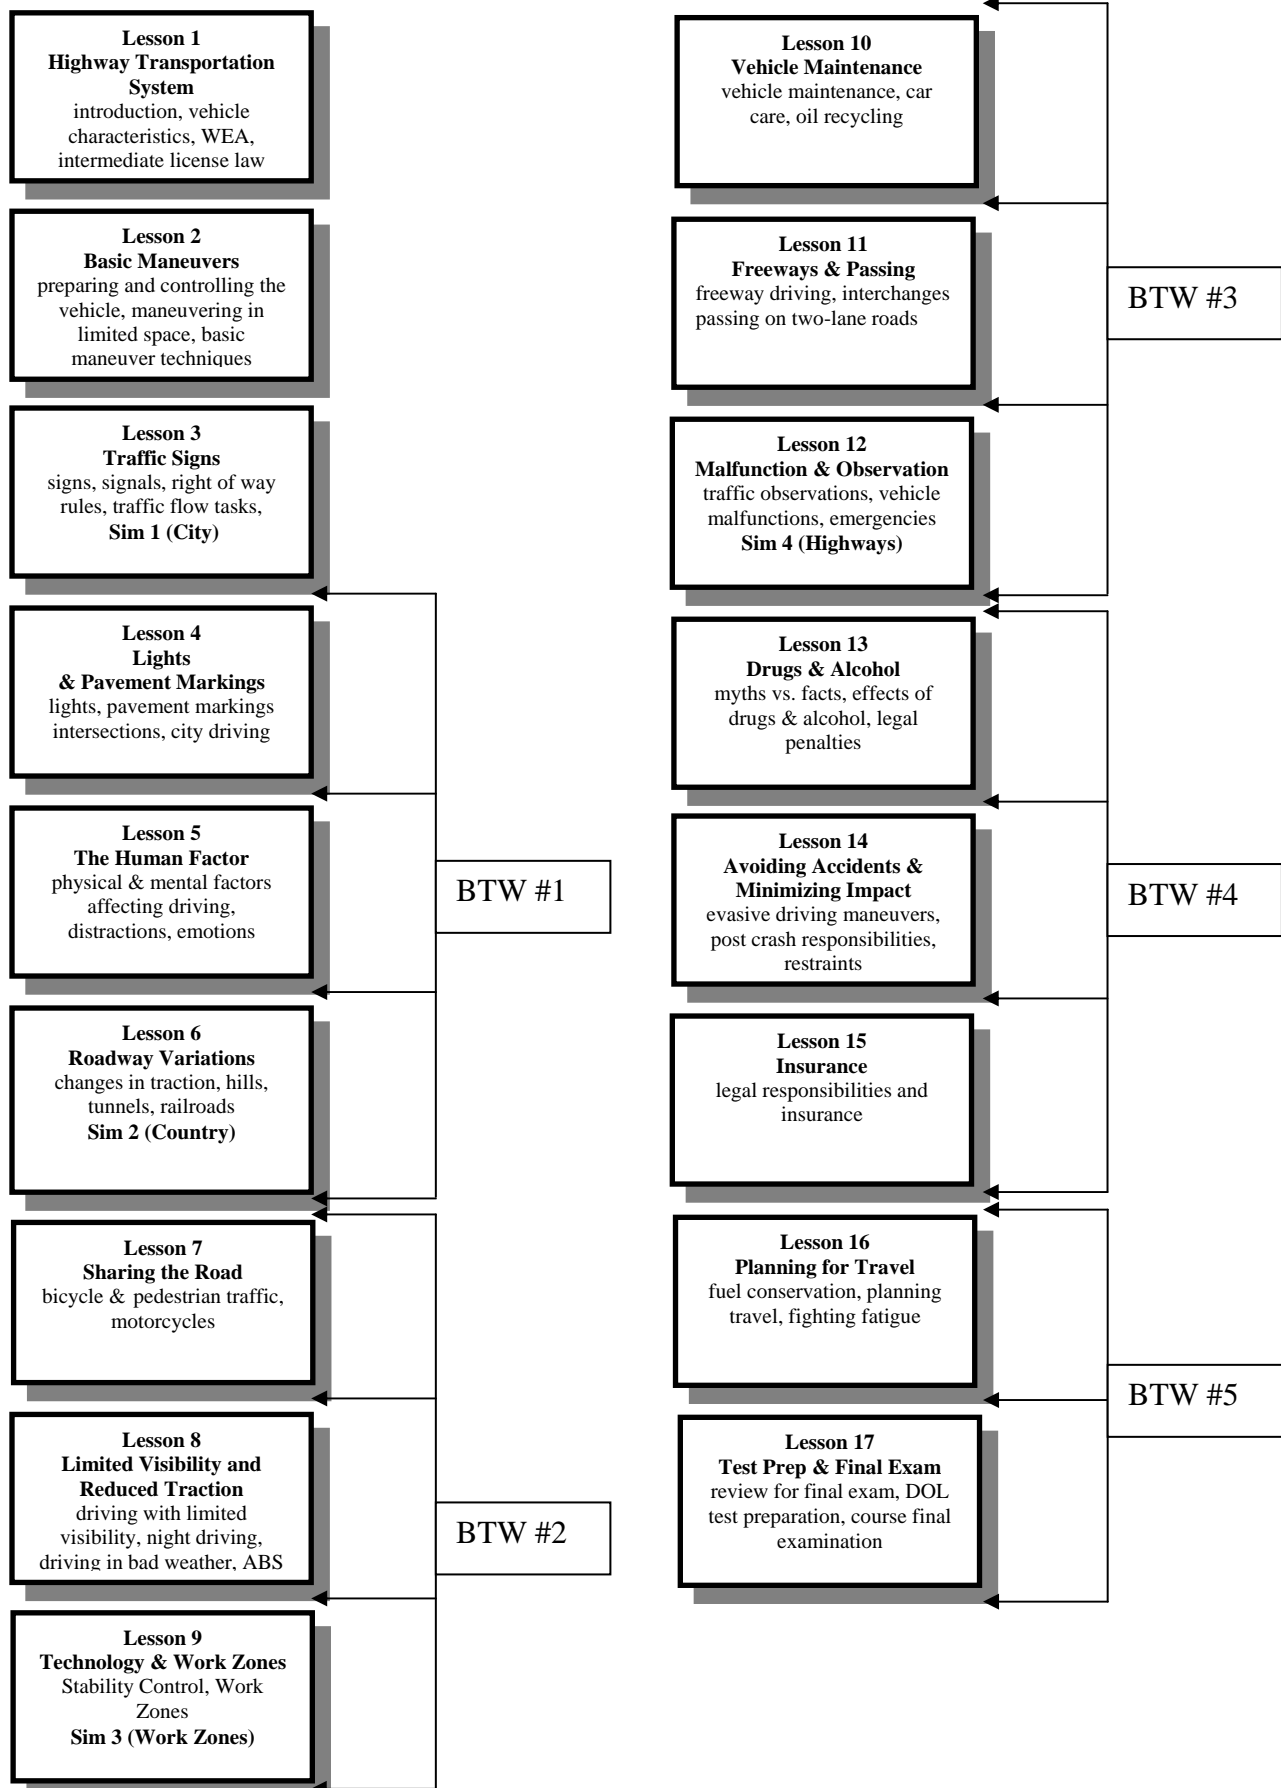 Lesson 1
Highway Transportation
System
introduction, vehicle
characteristics, WEA,
intermediate license law
Lesson 2
Basic Maneuvers
preparing and controlling the
vehicle, maneuvering in
limited space, basic
maneuver techniques
Lesson 3
Traffic Signs
signs, signals, right of way
rules, traffic flow tasks,
Sim 1 (City)
Lesson 4
Lights
& Pavement Markings
lights, pavement markings
intersections, city driving
Lesson 5
The Human Factor
physical & mental factors
affecting driving,
distractions, emotions
BTW #1
Lesson 6
Roadway Variations
changes in traction, hills,
tunnels, railroads
Sim 2 (Country)
Lesson 7
Sharing the Road
bicycle & pedestrian traffic,
motorcycles
Lesson 8
Limited Visibility and
Reduced Traction
driving with limited
visibility, night driving,
driving in bad weather, ABS
BTW #2
Lesson 9
Technology & Work Zones
Stability Control, Work
Zones
Sim 3 (Work Zones)
Lesson 10
Vehicle Maintenance
vehicle maintenance, car
care, oil recycling
Lesson 11
Freeways & Passing
freeway driving, interchanges
passing on two-lane roads
BTW #3
Lesson 12
Malfunction & Observation
traffic observations, vehicle
malfunctions, emergencies
Sim 4 (Highways)
Lesson 13
Drugs & Alcohol
myths vs. facts, effects of
drugs & alcohol, legal
penalties
Lesson 14
Avoiding Accidents &
Minimizing Impact
evasive driving maneuvers,
post crash responsibilities,
restraints
BTW #4
Lesson 15
Insurance
legal responsibilities and
insurance
Lesson 16
Planning for Travel
fuel conservation, planning
travel, fighting fatigue
BTW #5
Lesson 17
Test Prep & Final Exam
review for final exam, DOL
test preparation, course final
examination